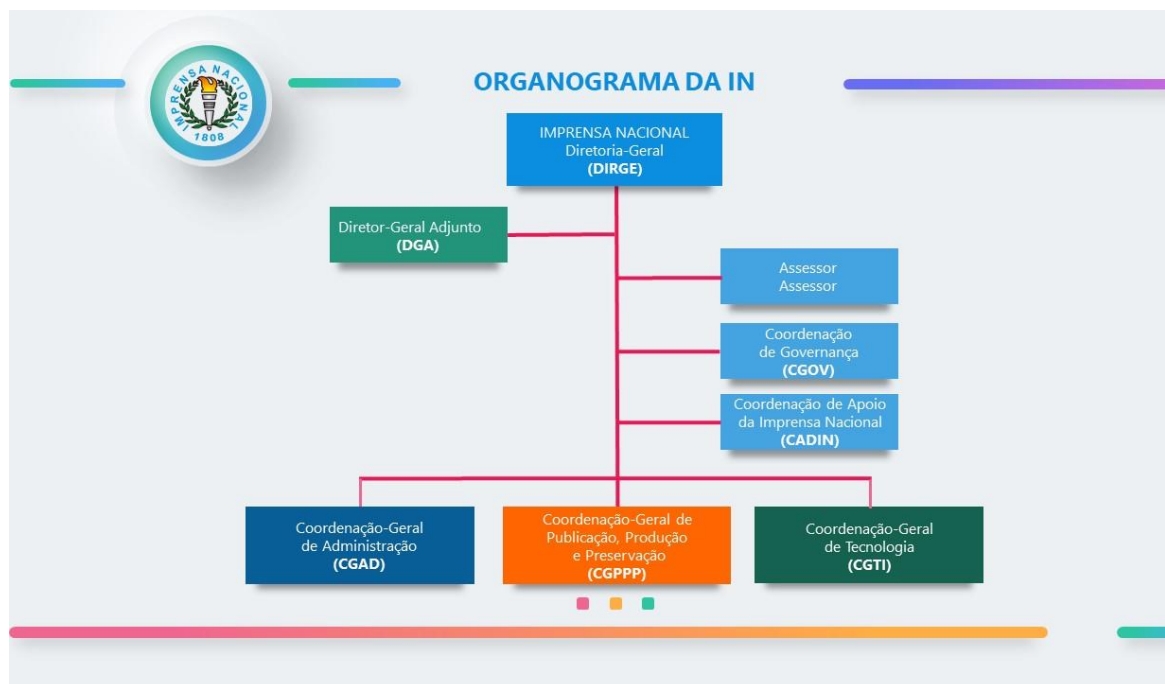 IMPRENSA NACIONAL
1808
ORGANOGRAMA DA IN
IMPRENSA NACIONAL
Diretoria-Geral
(DIRGE)
Diretor-Geral Adjunto
(DGA)
Assessor
Assessor
Coordenação
de Governança
(CGOV)
Coordenação de Apoio
da Imprensa Nacional
(CADIN)
Coordenação-Geral
de Administração
(CGAD)
Coordenação-Geral de
Publicação, Produção
e Preservação
(CGPPP)
Coordenação-Geral
de Tecnologia
(CGTI)